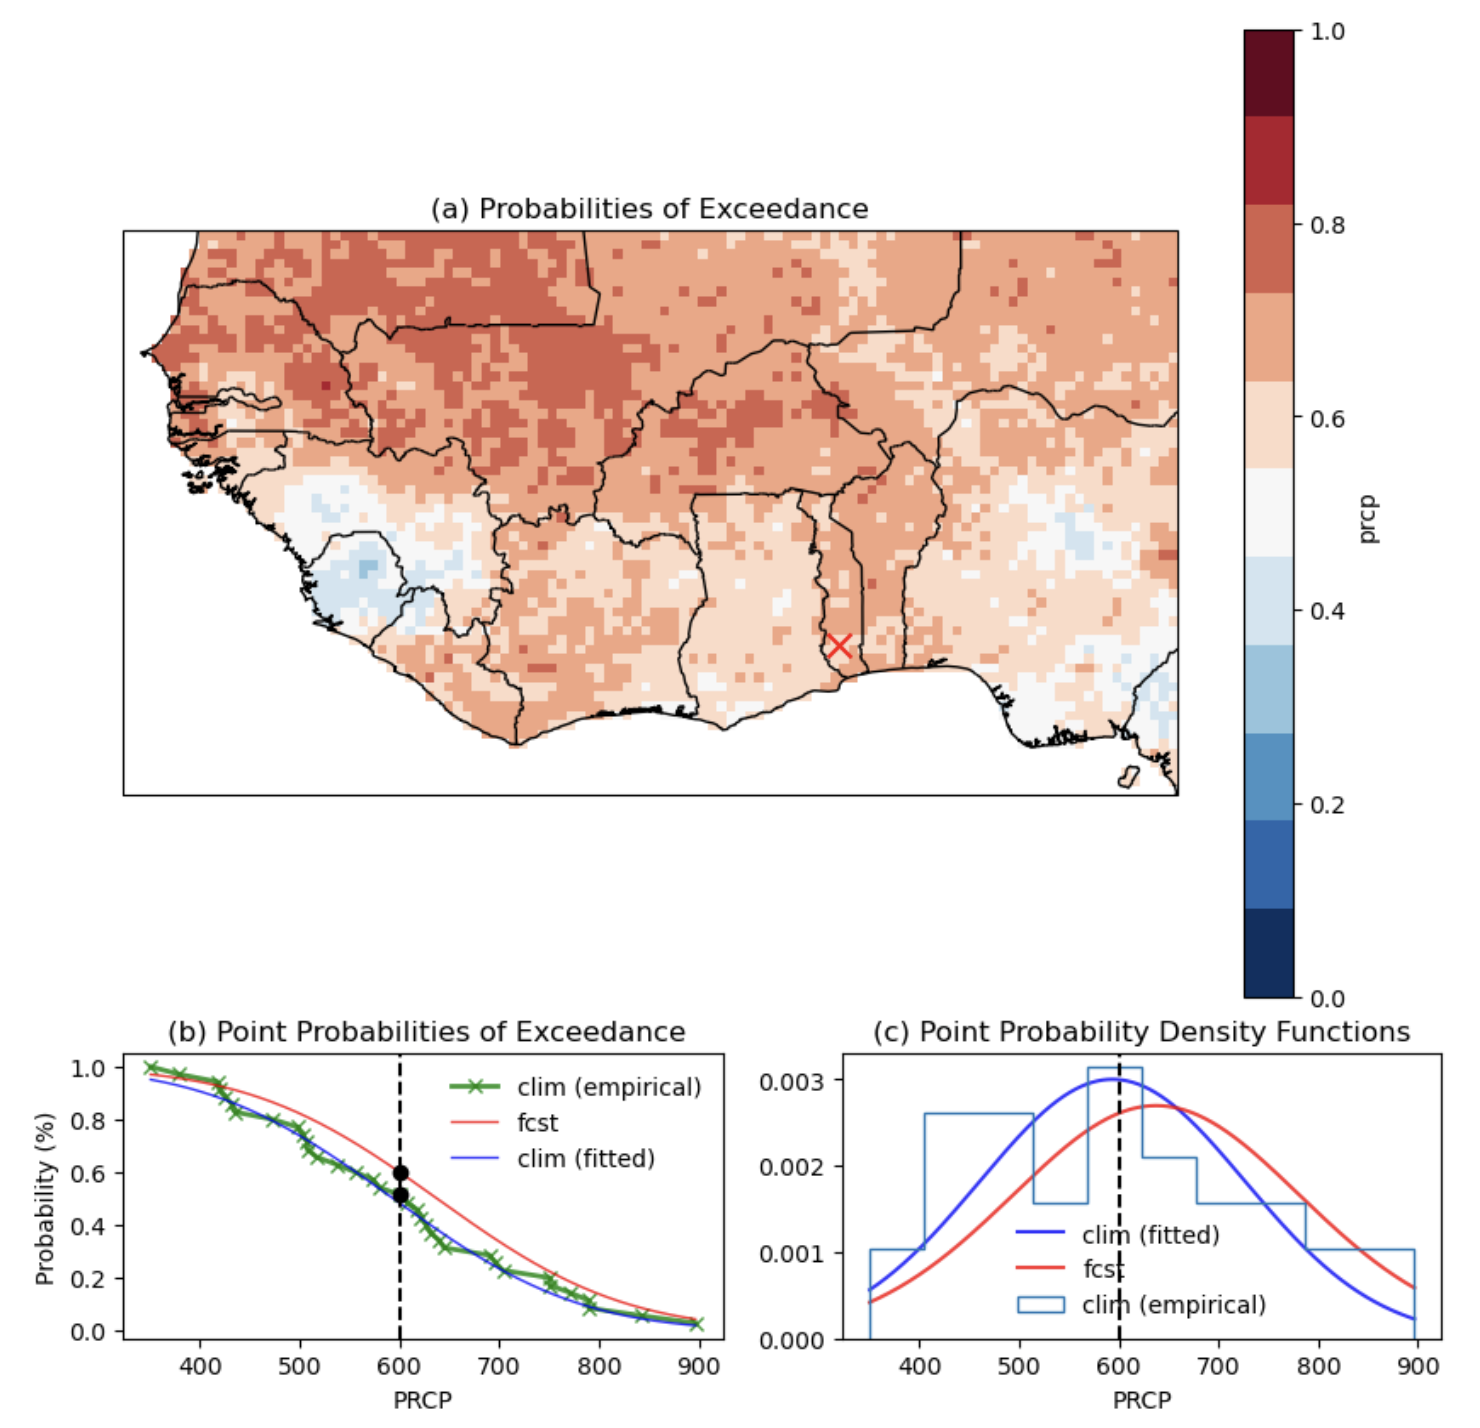 (a) Probabilities of Exceedance
1.0
0.8
0.6
0.4
0.2
0.0
prcp
(b) Point Probabilities of Exceedance
1.0
0.8
0.6
0.4
0.2
0.0
Probability (%)
clim (empirical)
fcst
clim (fitted)
400 500 600 700 800 900
PRCP
(c) Point Probability Density Functions
0.003
0.002
0.001
0.000
clim (fitted)
fcst
clim (empirical)
400 500 600 700 800 900
PRCP